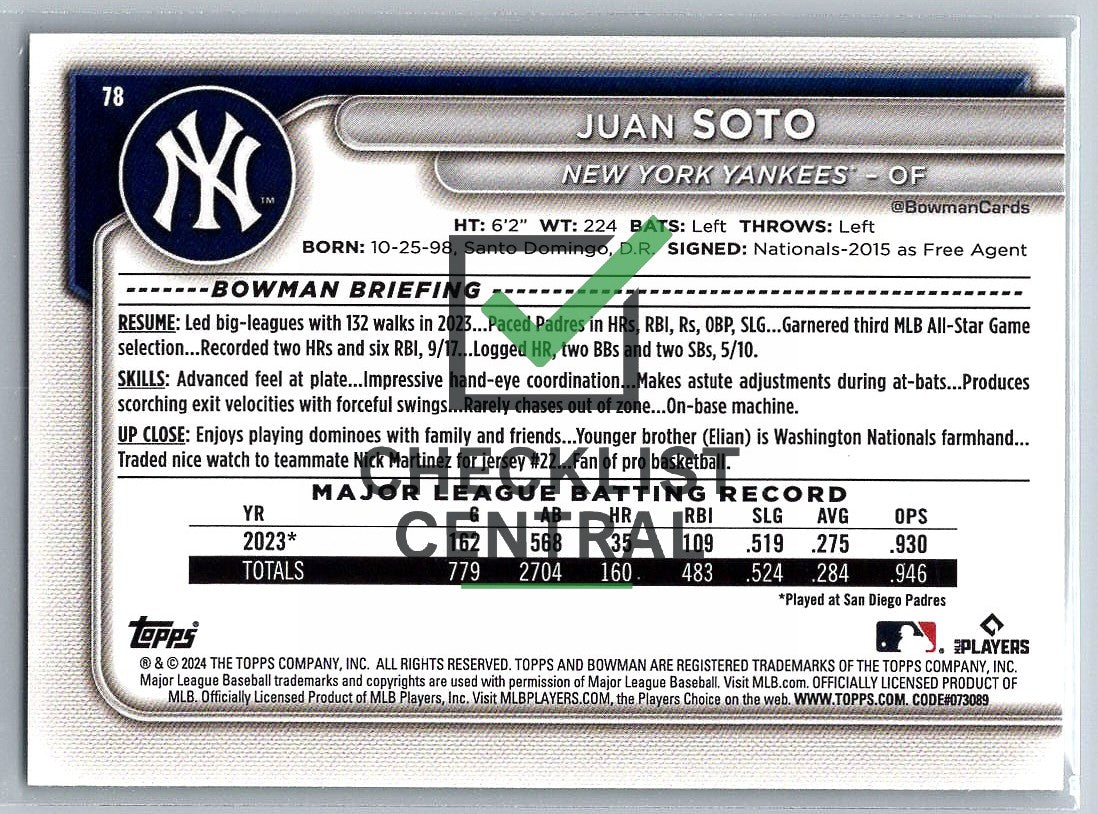 78
NY
TM
JUAN SOTO
NEW YORK YANKEES™ – OF
@BowmanCards
HT: 6'2" WT: 224 BATS: Left THROWS: Left
BORN: 10-25-98, Santo Domingo, D.R. SIGNED: Nationals-2015 as Free Agent
BOWMAN BRIEFING
RESUME: Led big-leagues with 132 walks in 2023...Paced Padres in HRs, RBI, Rs, OBP, SLG...Garnered third MLB All-Star Game
selection...Recorded two HRs and six RBI, 9/17...Logged HR, two BBs and two SBs, 5/10.
SKILLS: Advanced feel at plate...Impressive hand-eye coordination...Makes astute adjustments during at-bats...Produces
scorching exit velocities with forceful swings...Rarely chases out of zone...On-base machine.
UP CLOSE: Enjoys playing dominoes with family and friends...Younger brother (Elian) is Washington Nationals farmhand...
Traded nice watch to teammate Nick Martinez for jersey #22...Fan of pro basketball.
CHECKLIST
CENTRAL
MAJOR LEAGUE BATTING RECORD
YR G AB HR RBI SLG AVG OPS
2023* 162 568 35 109 .519 .275 .930
TOTALS 779 2704 160 483 .524 .284 .946
*Played at San Diego Padres
Topps
MLB PLAYERS
® & © 2024 THE TOPPS COMPANY, INC. ALL RIGHTS RESERVED. TOPPS AND BOWMAN ARE REGISTERED TRADEMARKS OF THE TOPPS COMPANY, INC.
Major League Baseball trademarks and copyrights are used with permission of Major League Baseball. Visit MLB.com. OFFICIALLY LICENSED PRODUCT OF
MLB. Officially Licensed Product of MLB Players, Inc. Visit MLBPLAYERS.COM, the Players Choice on the web. WWW.TOPPS.COM. CODE#073089